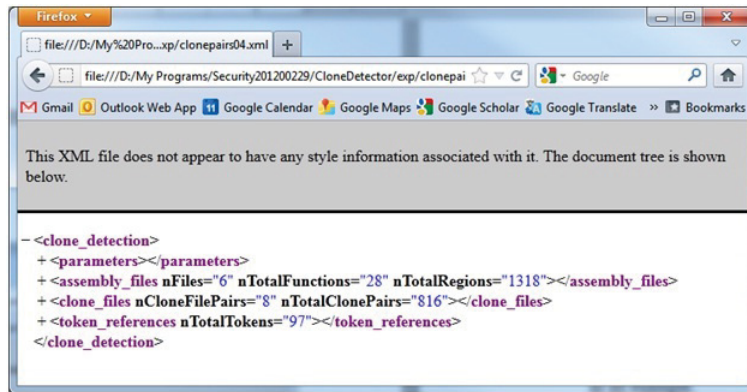 Firefox
file:///D:/My%20Pro...xp/clonepairs04.xml +
file:///D:/My Programs/Security201200229/CloneDetector/exp/clonepai Google
Gmail Outlook Web App 11 Google Calendar Google Maps Google Scholar Google Translate » Bookmarks
This XML file does not appear to have any style information associated with it. The document tree is shown
below.
− <clone_detection>
+ <parameters></parameters>
+ <assembly_files nFiles="6" nTotalFunctions="28" nTotalRegions="1318"></assembly_files>
+ <clone_files nCloneFilePairs="8" nTotalClonePairs="816"></clone_files>
+ <token_references nTotalTokens="97"></token_references>
</clone_detection>